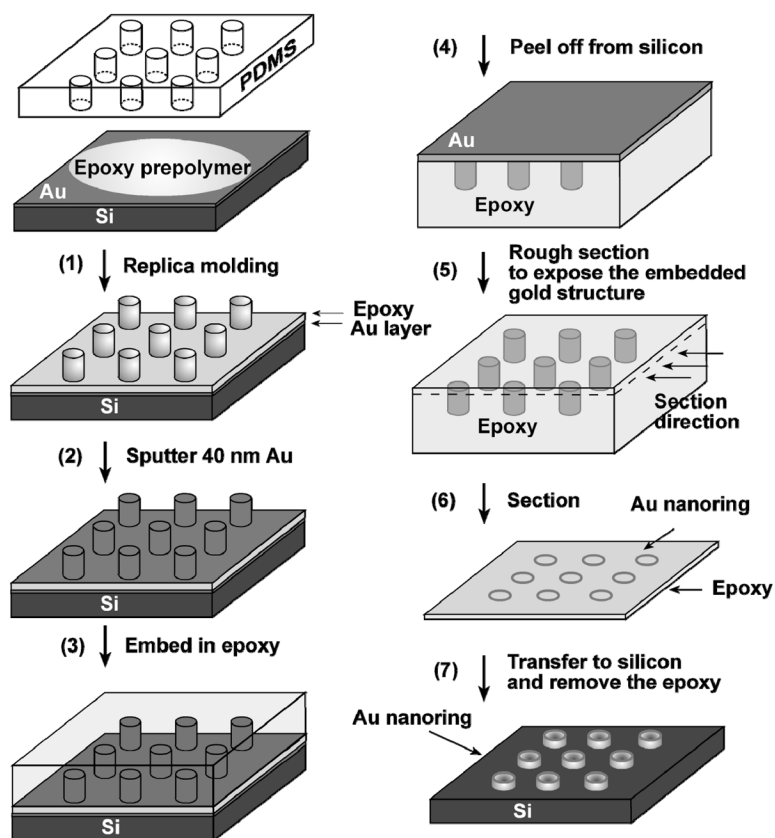 PDMS
Epoxy prepolymer
Au
Si
(1) Replica molding
Epoxy
Au layer
Si
(2) Sputter 40 nm Au
Si
(3) Embed in epoxy
Si
(4) Peel off from silicon
Au
Epoxy
(5) Rough section
to expose the embedded
gold structure
Epoxy
Section
direction
(6) Section
Au nanoring
Epoxy
(7) Transfer to silicon
and remove the epoxy
Au nanoring
Si